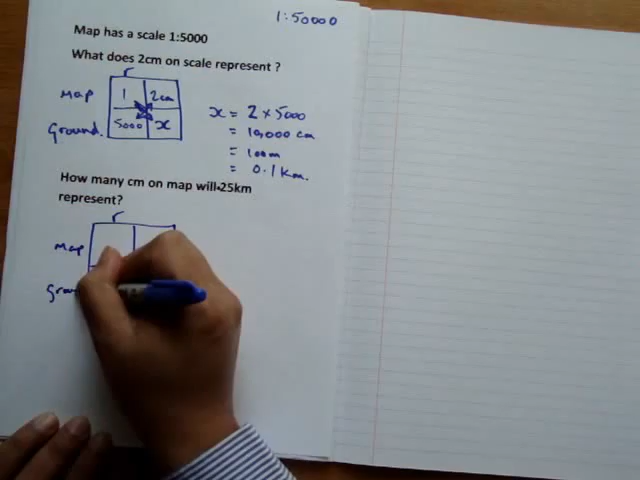 1:50000
Map has a scale 1:5000
What does 2cm on scale represent ?
r
Map 1 2cm
Ground. 5000 x
x = 2 × 5000
= 10,000 cm
= 100m
= 0.1 km.
How many cm on map will •25km
represent?
r
Map